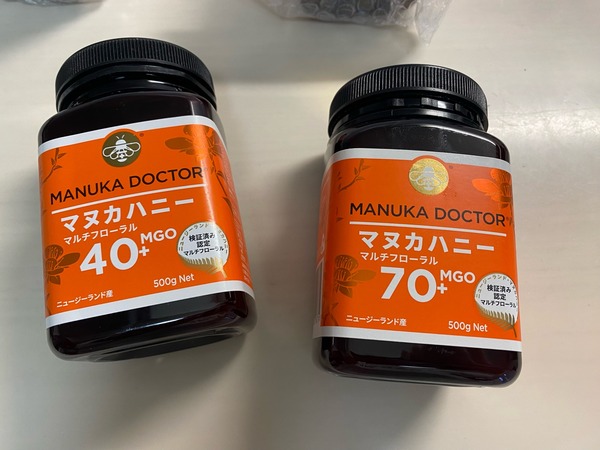 MANUKA DOCTOR
マヌカハニー
マルチフローラル
40+ MGO
検証済み
認定
マルチフローラル
500g Net
ニュージーランド産
MANUKA DOCTOR
マヌカハニー
マルチフローラル
70+ MGO
検証済み
認定
マルチフローラル
500g Net
ニュージーランド産